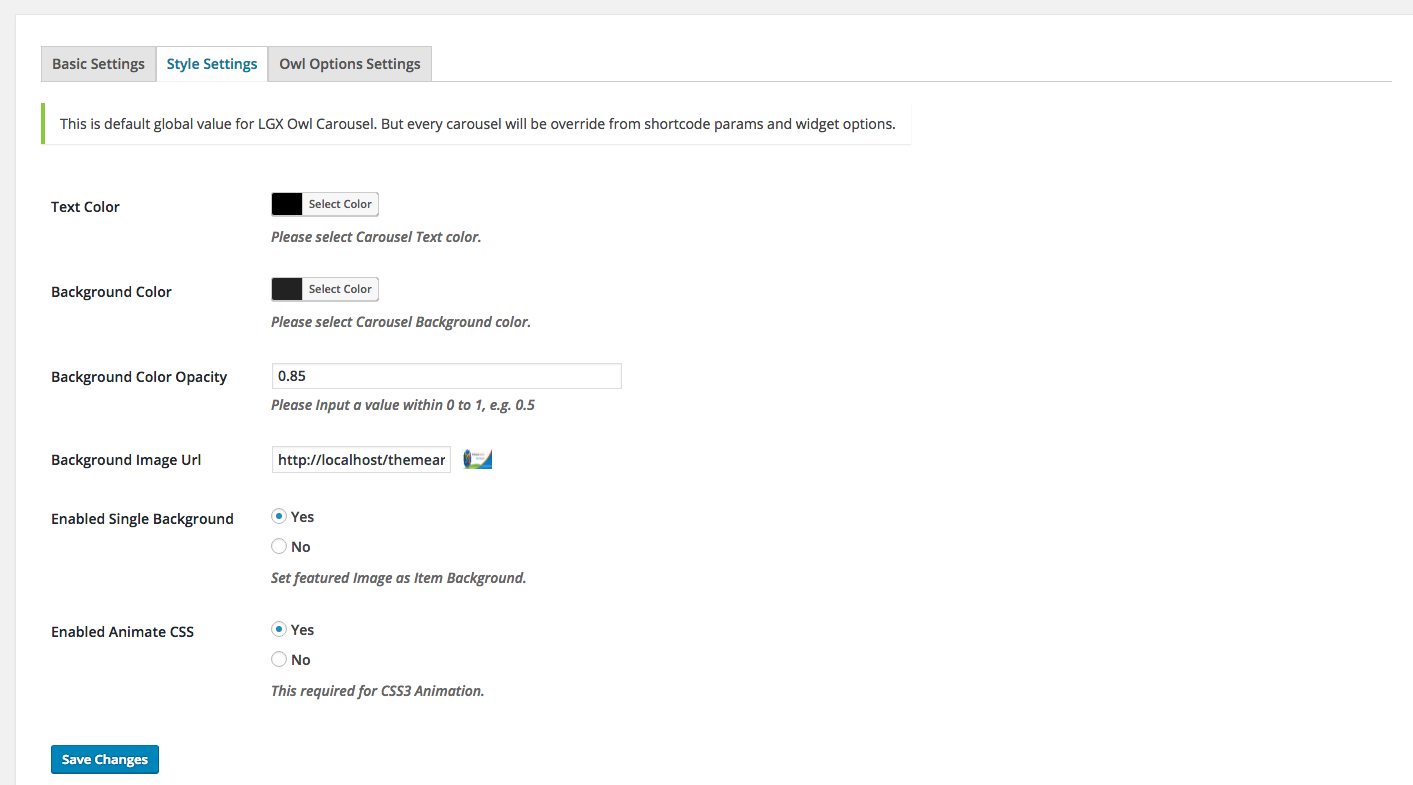 Basic Settings Style Settings Owl Options Settings
This is default global value for LGX Owl Carousel. But every carousel will be override from shortcode params and widget options.
Text Color Select Color
Please select Carousel Text color.
Background Color Select Color
Please select Carousel Background color.
Background Color Opacity 0.85
Please Input a value within 0 to 1, e.g. 0.5
Background Image Url http://localhost/themear
Enabled Single Background Yes
No
Set featured Image as Item Background.
Enabled Animate CSS Yes
No
This required for CSS3 Animation.
Save Changes